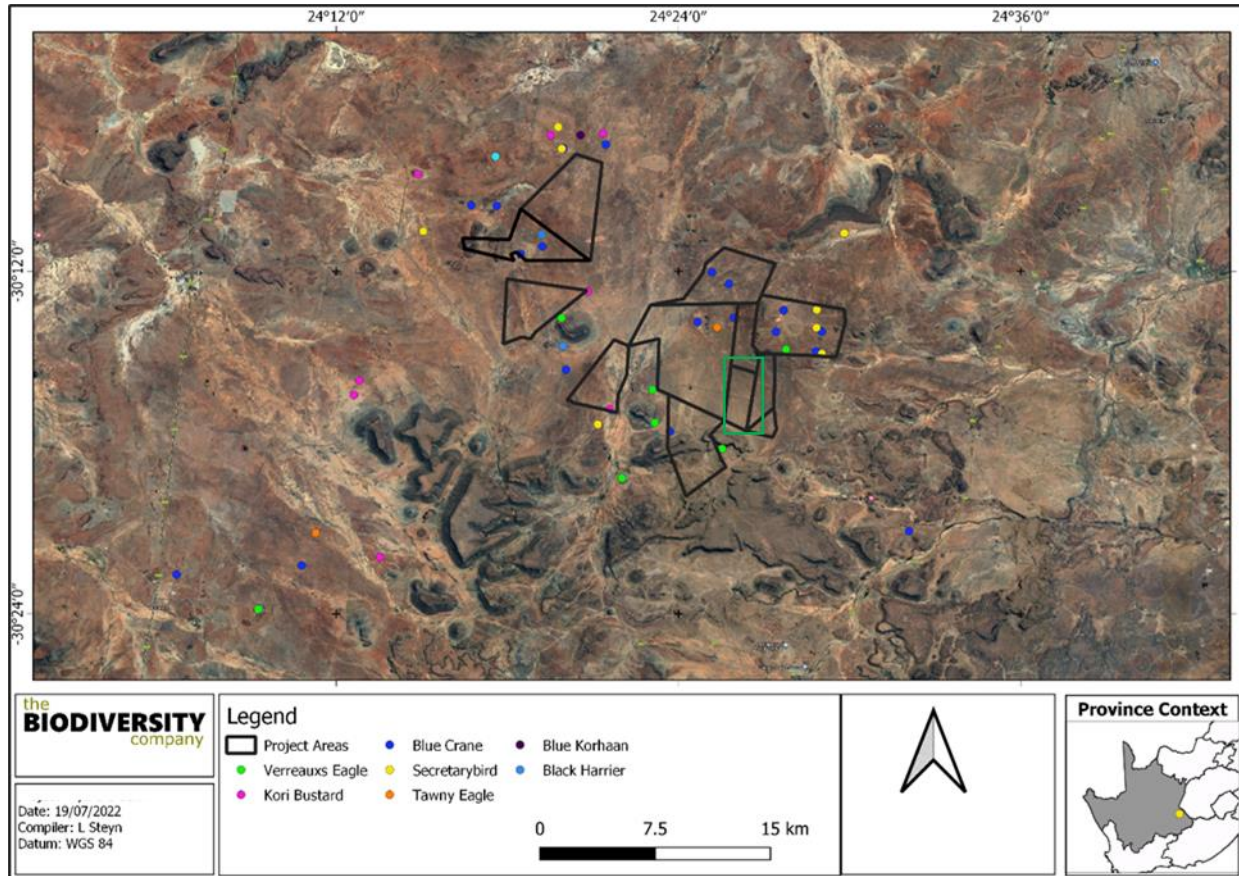 24°12'0"
24°24'0"
24°36'0"
-30°12'0"
-30°24'0"
the
BIODIVERSITY
company
Date: 19/07/2022
Compiler: L Steyn
Datum: WGS 84
Legend
Project Areas
Blue Crane
Blue Korhaan
Verreauxs Eagle
Secretarybird
Black Harrier
Kori Bustard
Tawny Eagle
0
7.5
15 km
Province Context